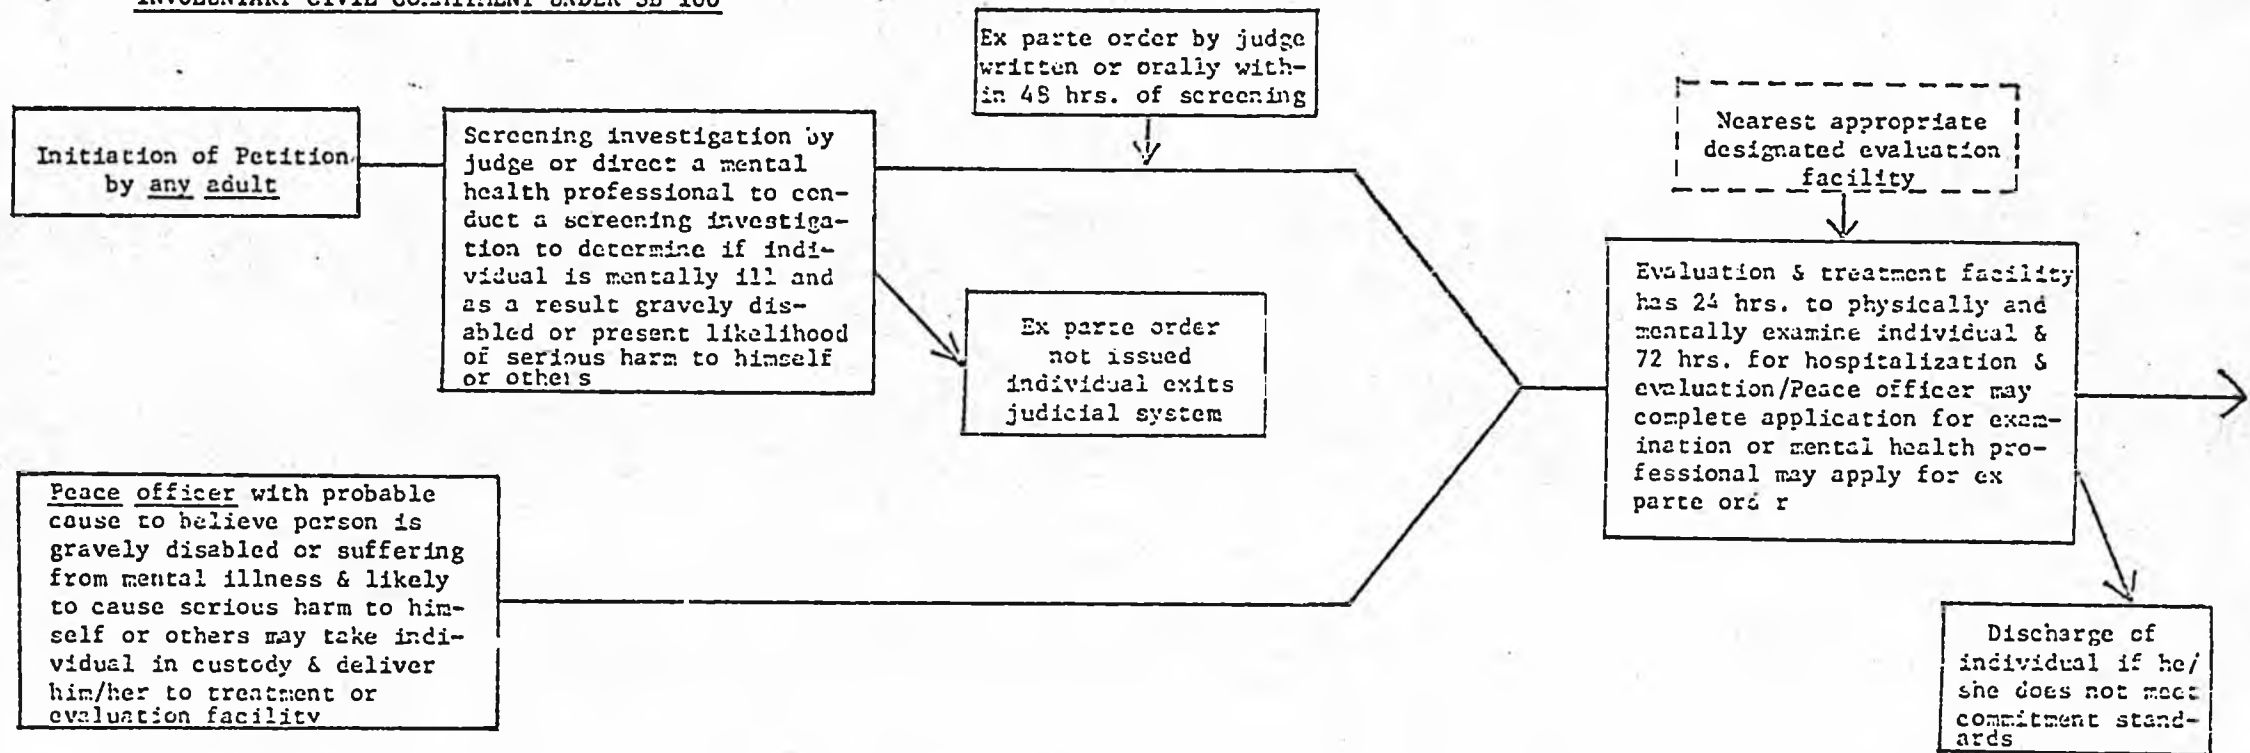 INVOLUNTARY CIVIL COMMITMENT UNDER SB 100
Initiation of Petition
by any adult
Screening investigation by
judge or direct a mental
health professional to con-
duct a screening investiga-
tion to determine if indi-
vidual is mentally ill and
as a result gravely dis-
abled or present likelihood
of serious harm to himself
or others
Ex parte order by judge
written or orally with-
in 48 hrs. of screening
Ex parte order
not issued
individual exits
judicial system
Peace officer with probable
cause to believe person is
gravely disabled or suffering
from mental illness & likely
to cause serious harm to him-
self or others may take indi-
vidual in custody & deliver
him/her to treatment or
evaluation facility
Nearest appropriate
designated evaluation
facility
Evaluation & treatment facility
has 24 hrs. to physically and
mentally examine individual &
72 hrs. for hospitalization &
evaluation/Peace officer may
complete application for exam-
ination or mental health pro-
fessional may apply for ex
parte ord r
Discharge of
individual if he/
she does not meet
commitment stand-
ards